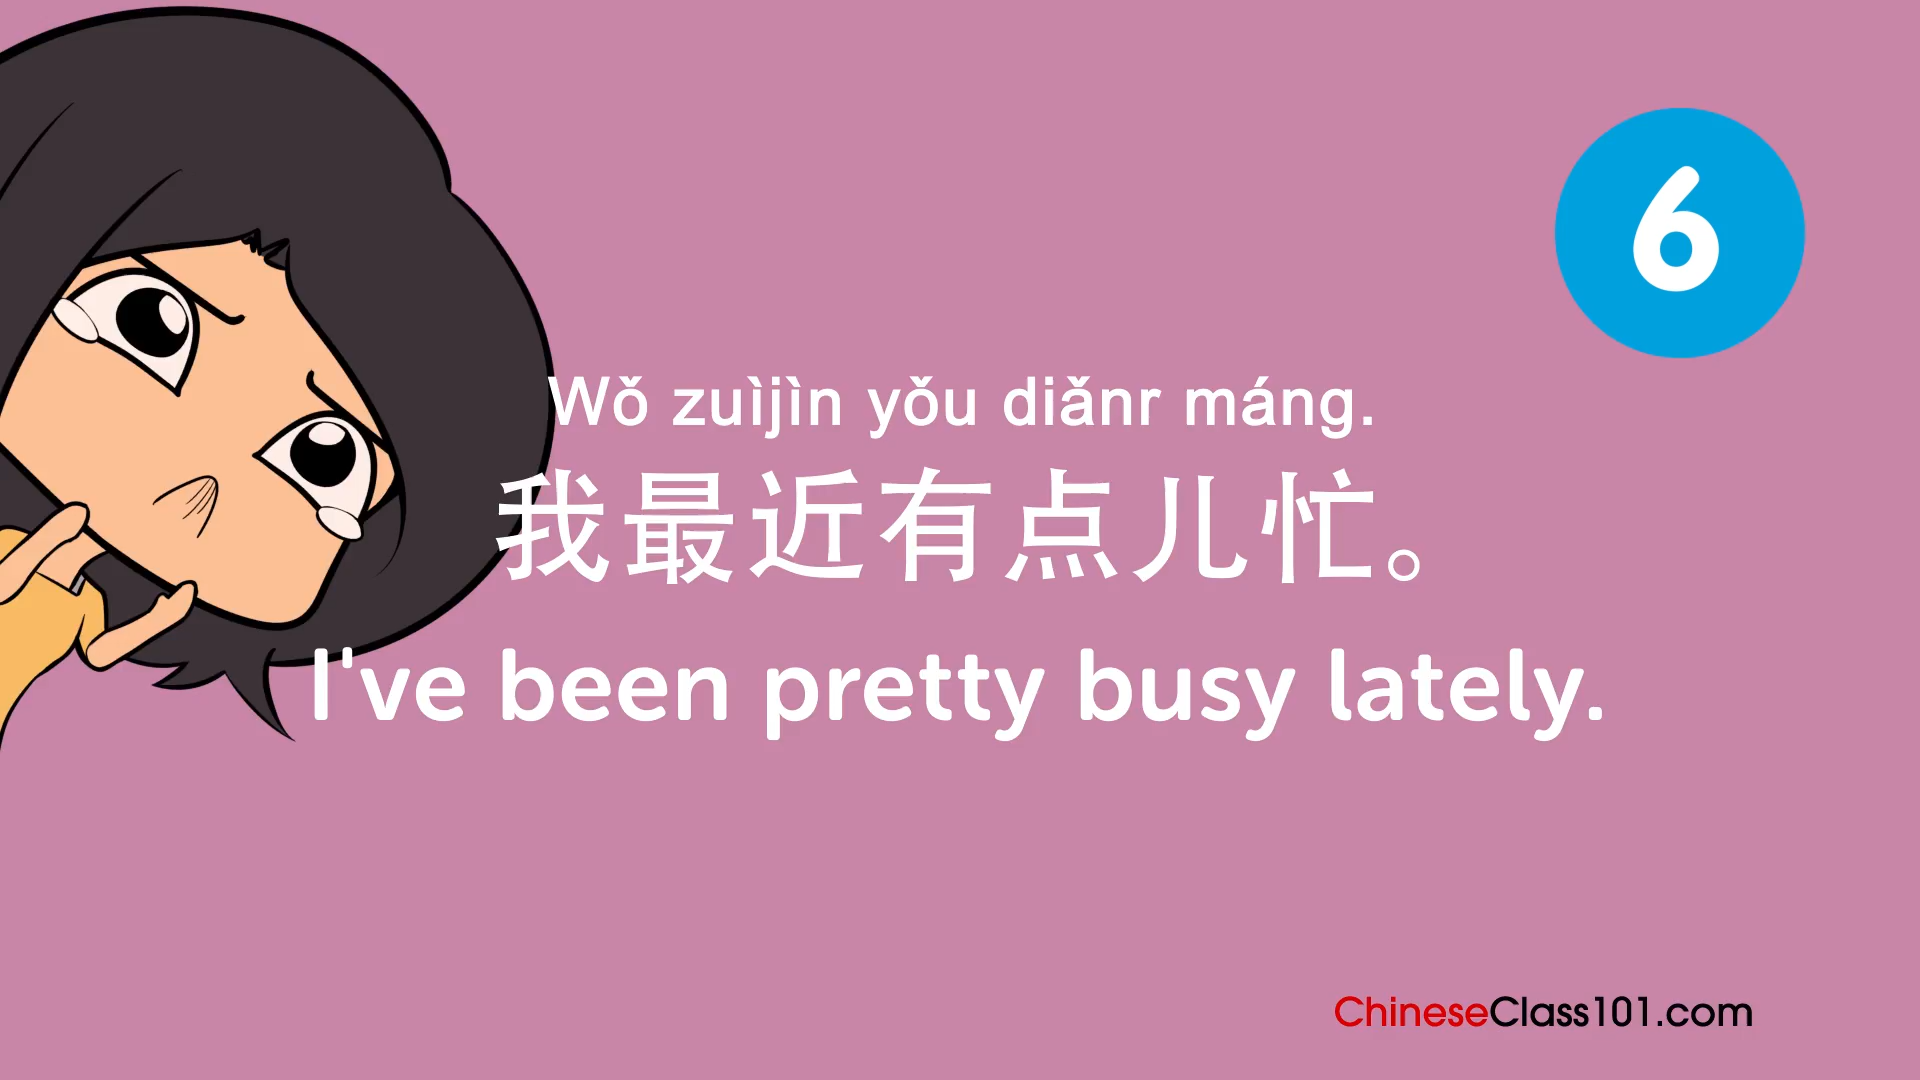 6
Wǒ zuìjìn yǒu diǎnr máng.
我最近有点儿忙。
I've been pretty busy lately.
ChineseClass101.com